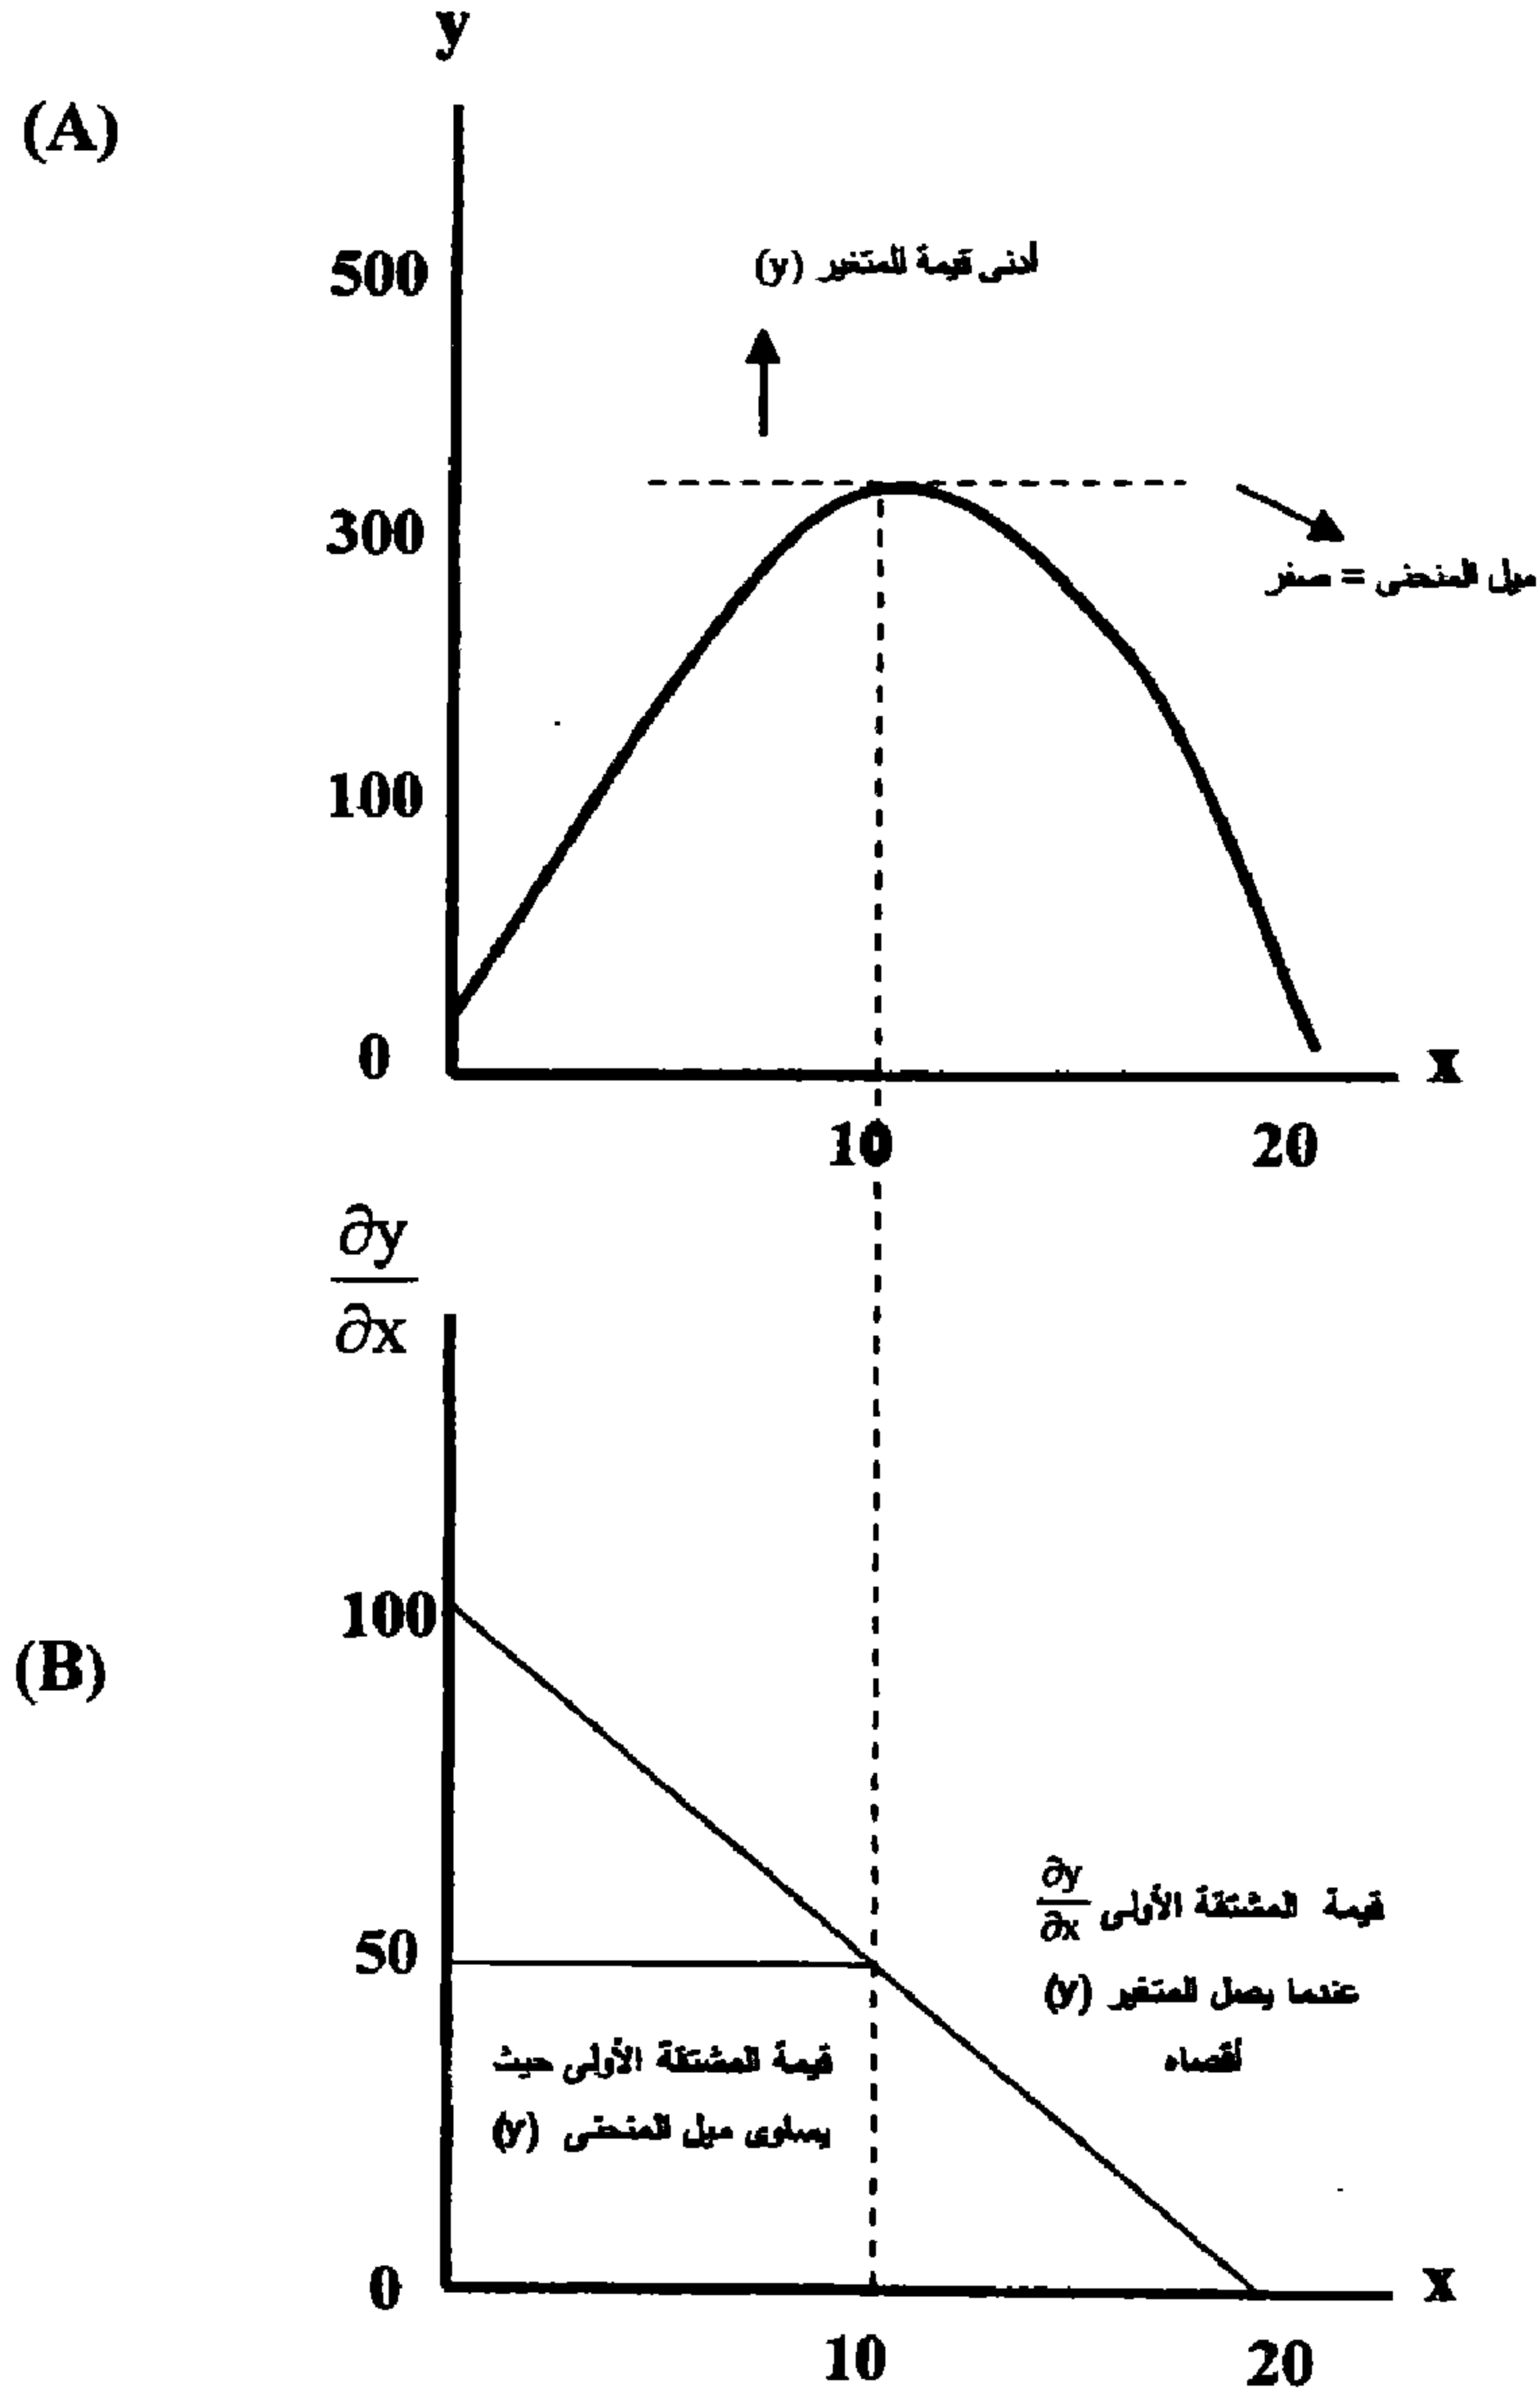 y
(A)
500
لأدنى قيمة للمتغير (y)
300
ميل المنحنى = صفر
100
0
x
10
20
∂y
∂x
100
(B)
50
قيمة المشتقة الأولى ∂y/∂x
عندما يصل المتغير (y)
أقصاه
قيمة المشتقة الأولى حيث
يساوى ميل المنحنى (y)
0
x
10
20